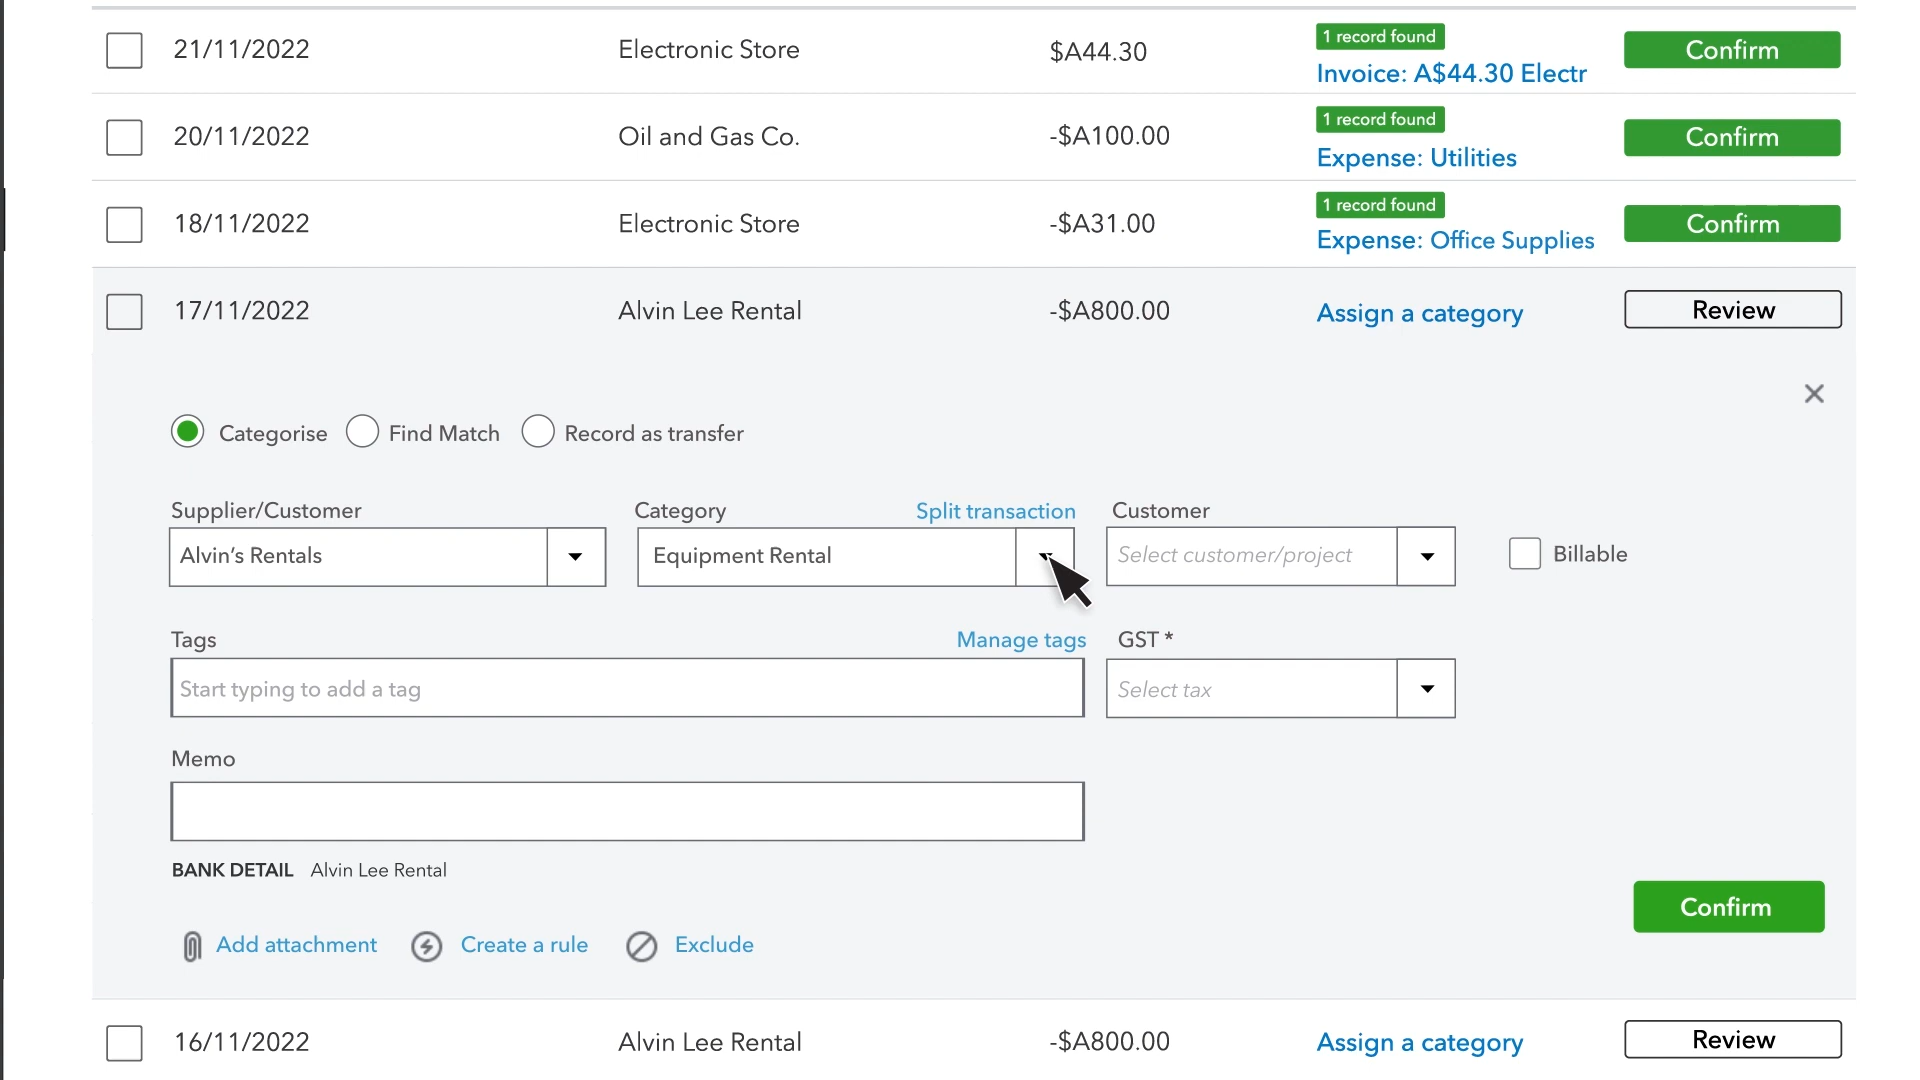 21/11/2022 Electronic Store $A44.30 1 record found Confirm
Invoice: A$44.30 Electr
20/11/2022 Oil and Gas Co. -$A100.00 1 record found Confirm
Expense: Utilities
18/11/2022 Electronic Store -$A31.00 1 record found Confirm
Expense: Office Supplies
17/11/2022 Alvin Lee Rental -$A800.00 Assign a category Review
Categorise Find Match Record as transfer
Supplier/Customer Category Split transaction Customer
Alvin’s Rentals Equipment Rental Select customer/project Billable
Tags Manage tags GST *
Start typing to add a tag Select tax
Memo
BANK DETAIL Alvin Lee Rental
Confirm
Add attachment Create a rule Exclude
16/11/2022 Alvin Lee Rental -$A800.00 Assign a category Review